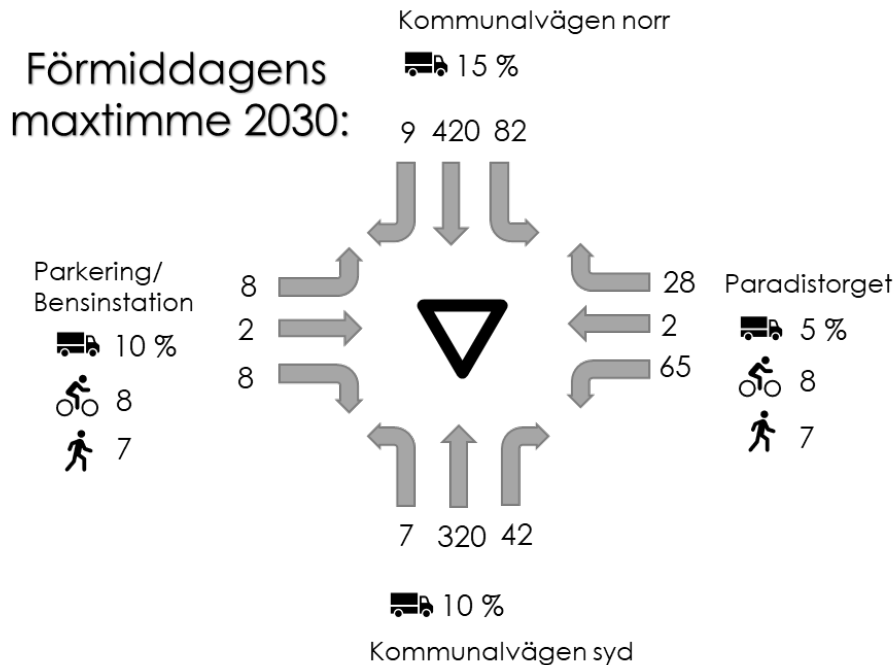 Förmiddagens
maxtimme 2030:
Kommunalvägen norr
15 %
9 420 82
Parkering/
Bensinstation
10 %
8
7
8
2
8
28
2
65
Paradistorget
5 %
8
7
7 320 42
10 %
Kommunalvägen syd